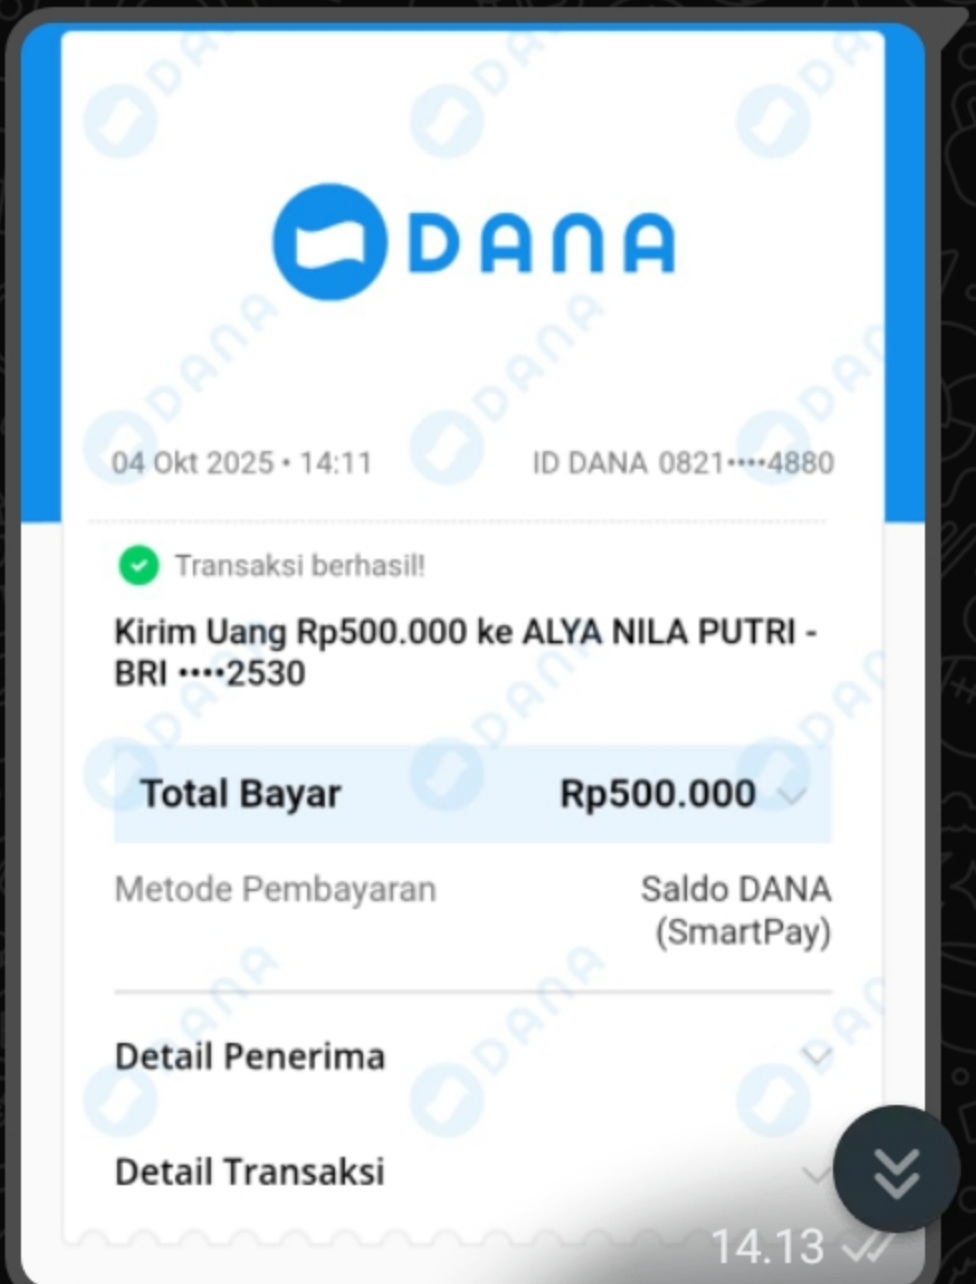 DANA
04 Okt 2025 • 14:11
ID DANA 0821••••4880
Transaksi berhasil!
Kirim Uang Rp500.000 ke ALYA NILA PUTRI -
BRI ••••2530
Total Bayar
Rp500.000
Metode Pembayaran
Saldo DANA
(SmartPay)
Detail Penerima
Detail Transaksi
14.13